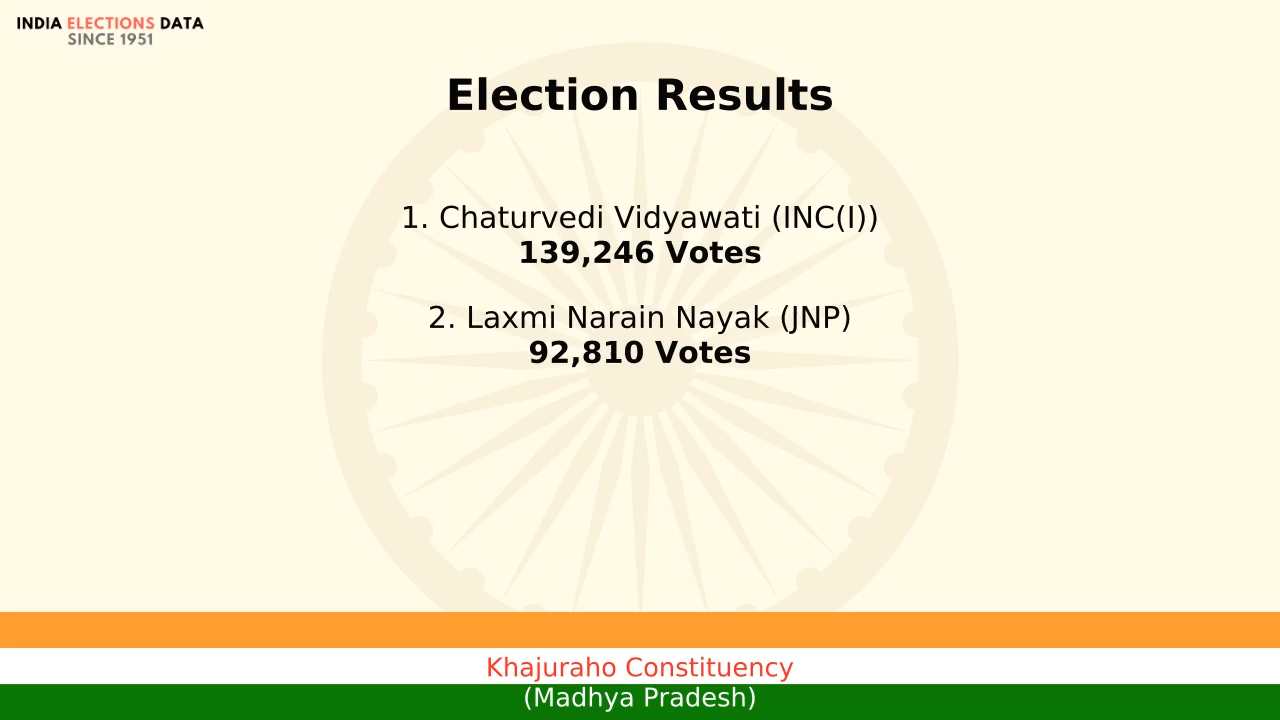 INDIA ELECTIONS DATA
SINCE 1951
Election Results
1. Chaturvedi Vidyawati (INC(I))
139,246 Votes
2. Laxmi Narain Nayak (JNP)
92,810 Votes
Khajuraho Constituency
(Madhya Pradesh)